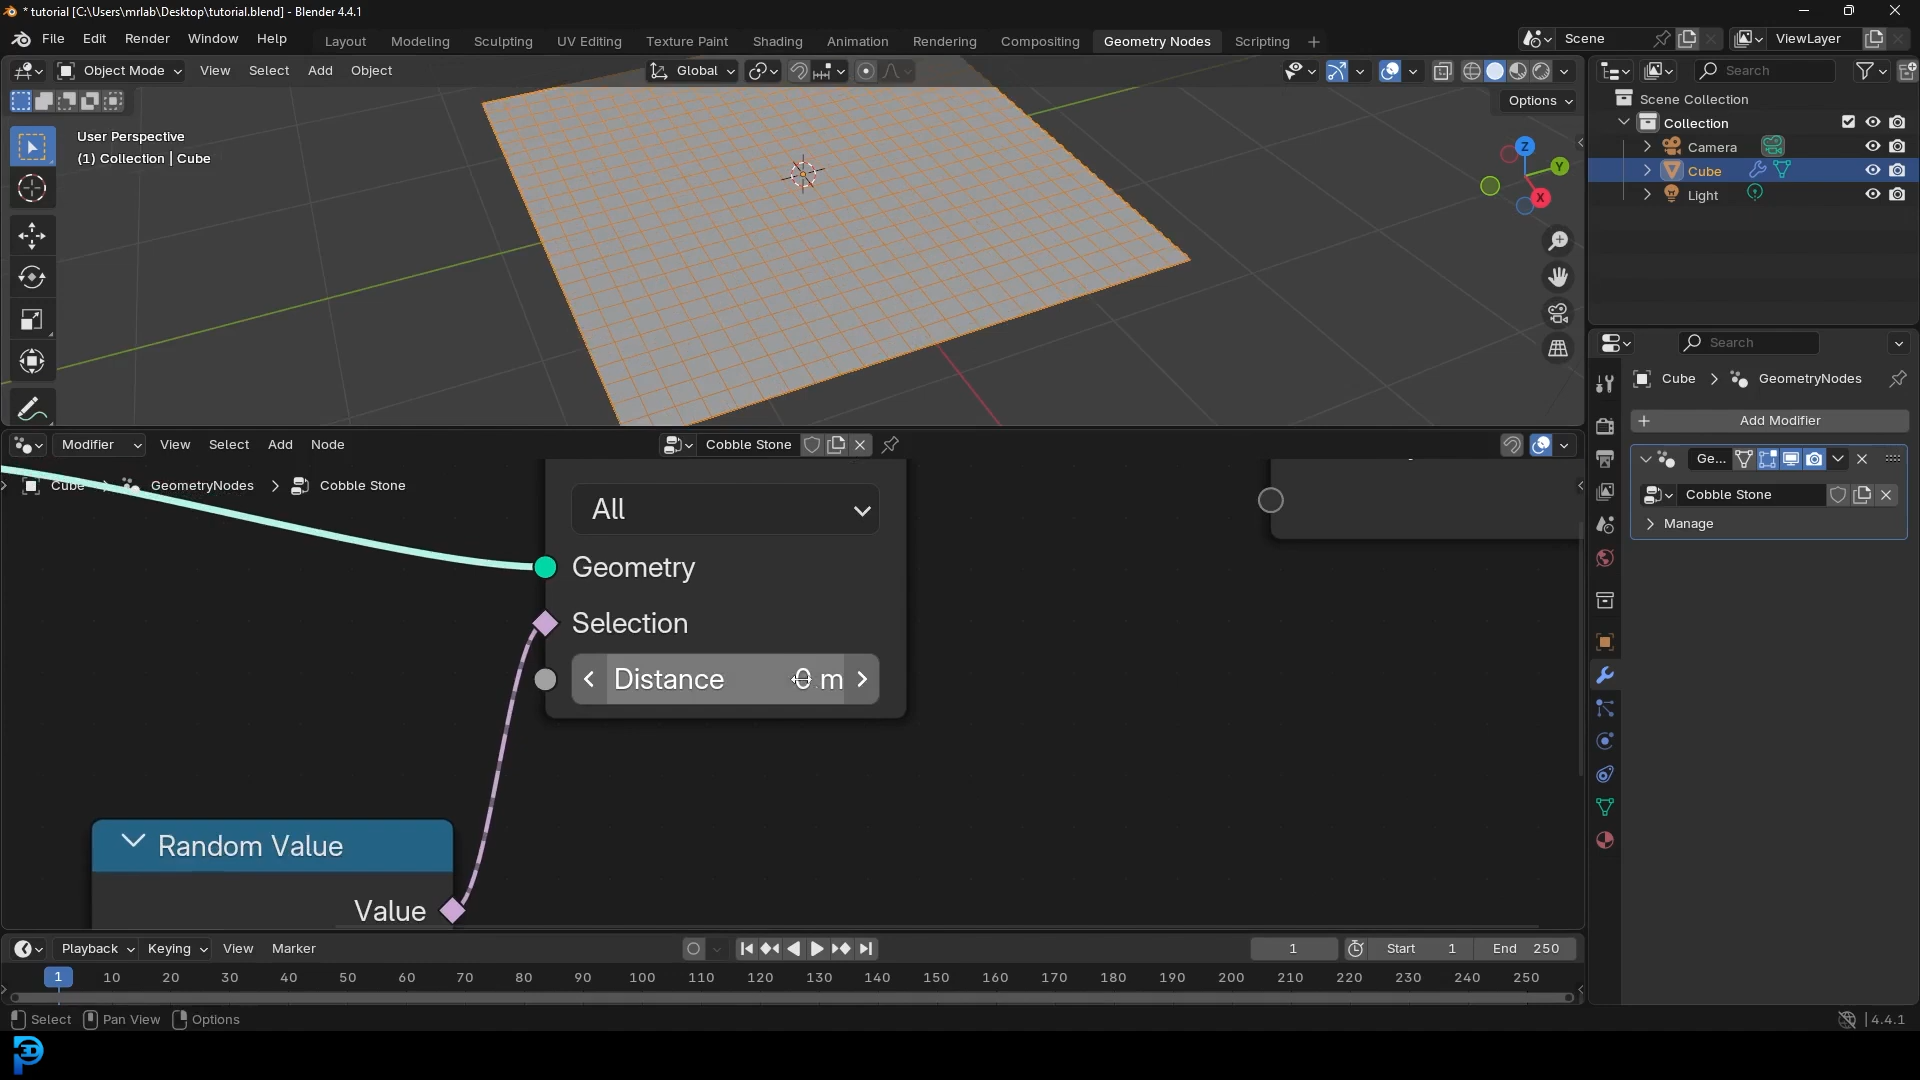 * tutorial [C:\Users\mrlab\Desktop\tutorial.blend] - Blender 4.4.1
File Edit Render Window Help Layout Modeling Sculpting UV Editing Texture Paint Shading Animation Rendering Compositing Geometry Nodes Scripting + Scene ViewLayer
Object Mode View Select Add Object Global Search
Options
User Perspective
(1) Collection | Cube
Z
Y
X
Scene Collection
Collection
Camera
Cube
Light
Search
Cube > GeometryNodes
+ Add Modifier
Ge...
Cobble Stone
Manage
Modifier View Select Add Node Cobble Stone
Cube > GeometryNodes > Cobble Stone
All
Geometry
Selection
Distance 0 m
Random Value
Value
Playback Keying View Marker 1 Start 1 End 250
1 10 20 30 40 50 60 70 80 90 100 110 120 130 140 150 160 170 180 190 200 210 220 230 240 250
Select Pan View Options 4.4.1